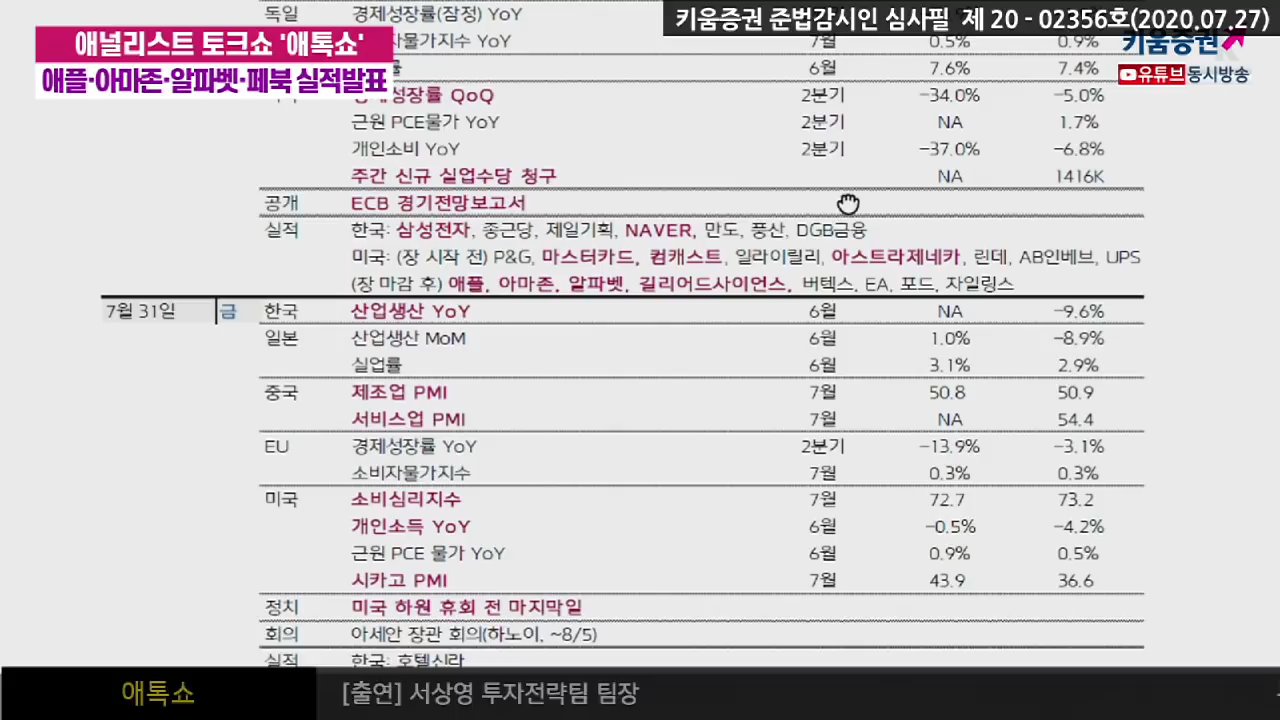 키움증권 준법감시인 심사필 제 20 - 02356호(2020.07.27)
애널리스트 토크쇼 '애톡쇼'
애플·아마존·알파벳·페북 실적발표
키움증권
유튜브동시방송
독일 경제성장률(잠정) YoY
자물가지수 YoY 7월 0.5% 0.9%
률 6월 7.6% 7.4%
경제성장률 QoQ 2분기 -34.0% -5.0%
근원 PCE물가 YoY 2분기 NA 1.7%
개인소비 YoY 2분기 -37.0% -6.8%
주간 신규 실업수당 청구 NA 1416K
공개 ECB 경기전망보고서
실적 한국: 삼성전자, 종근당, 제일기획, NAVER, 만도, 풍산, DGB금융
미국: (장 시작 전) P&G, 마스터카드, 컴캐스트, 일라이릴리, 아스트라제네카, 린데, AB인베브, UPS
(장 마감 후) 애플, 아마존, 알파벳, 길리어드사이언스, 버텍스, EA, 포드, 자일링스
7월 31일 금 한국 산업생산 YoY 6월 NA -9.6%
일본 산업생산 MoM 6월 1.0% -8.9%
실업률 6월 3.1% 2.9%
중국 제조업 PMI 7월 50.8 50.9
서비스업 PMI 7월 NA 54.4
EU 경제성장률 YoY 2분기 -13.9% -3.1%
소비자물가지수 7월 0.3% 0.3%
미국 소비심리지수 7월 72.7 73.2
개인소득 YoY 6월 -0.5% -4.2%
근원 PCE 물가 YoY 6월 0.9% 0.5%
시카고 PMI 7월 43.9 36.6
정치 미국 하원 휴회 전 마지막일
회의 아세안 장관 회의(하노이, ~8/5)
실적 한국: 호텔신라
애톡쇼 [출연] 서상영 투자전략팀 팀장